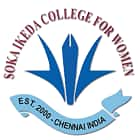 SOKA IKEDA COLLEGE FOR WOMEN
EST. 2000 - CHENNAI INDIA